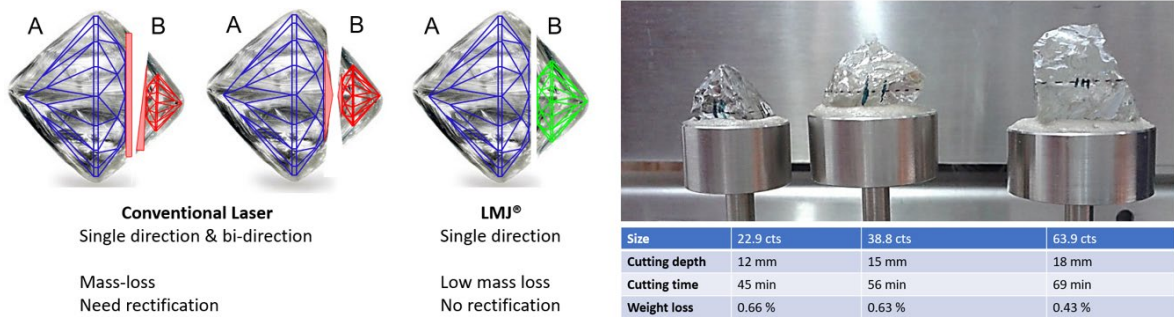 A B A B A B
Conventional Laser
Single direction & bi-direction
Mass-loss
Need rectification
LMJ®
Single direction
Low mass loss
No rectification
Size 22.9 cts 38.8 cts 63.9 cts
Cutting depth 12 mm 15 mm 18 mm
Cutting time 45 min 56 min 69 min
Weight loss 0.66 % 0.63 % 0.43 %